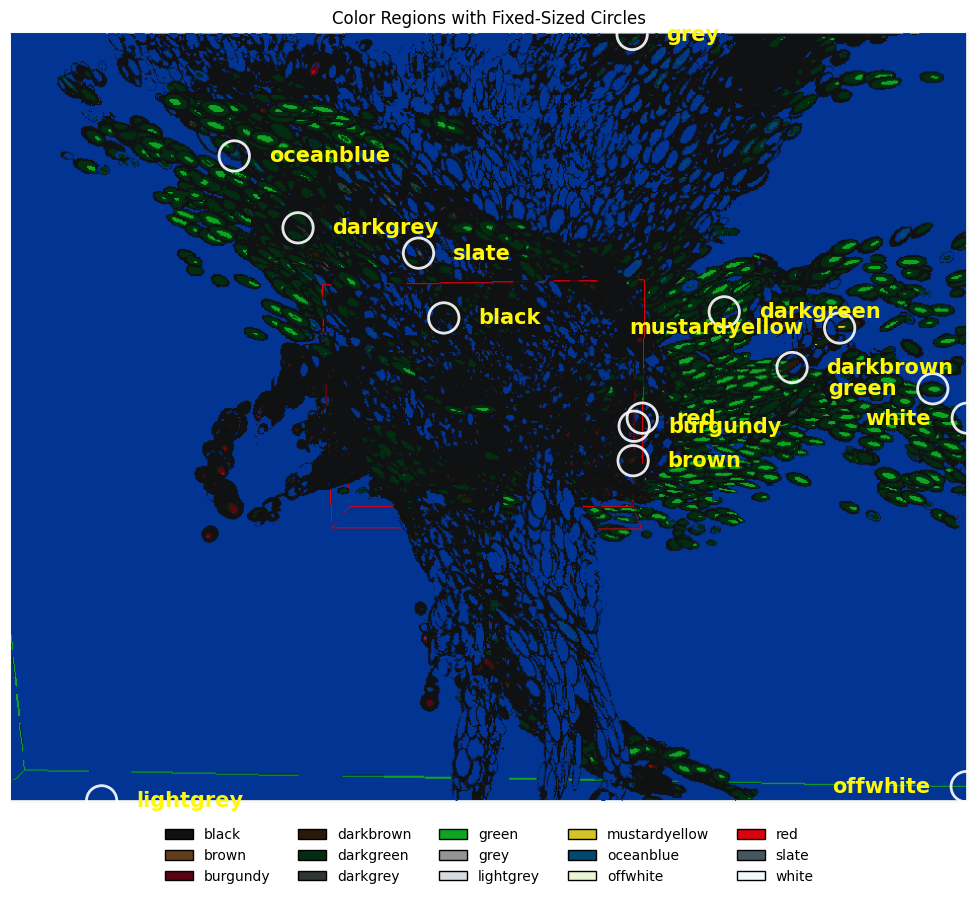 Color Regions with Fixed-Sized Circles
grey
oceanblue
darkgrey
slate
darkgreen
black
mustardyellow
darkbrown
green
red
white
burgundy
brown
offwhite
lightgrey
black darkbrown green mustardyellow red
brown darkgreen grey oceanblue slate
burgundy darkgrey lightgrey offwhite white